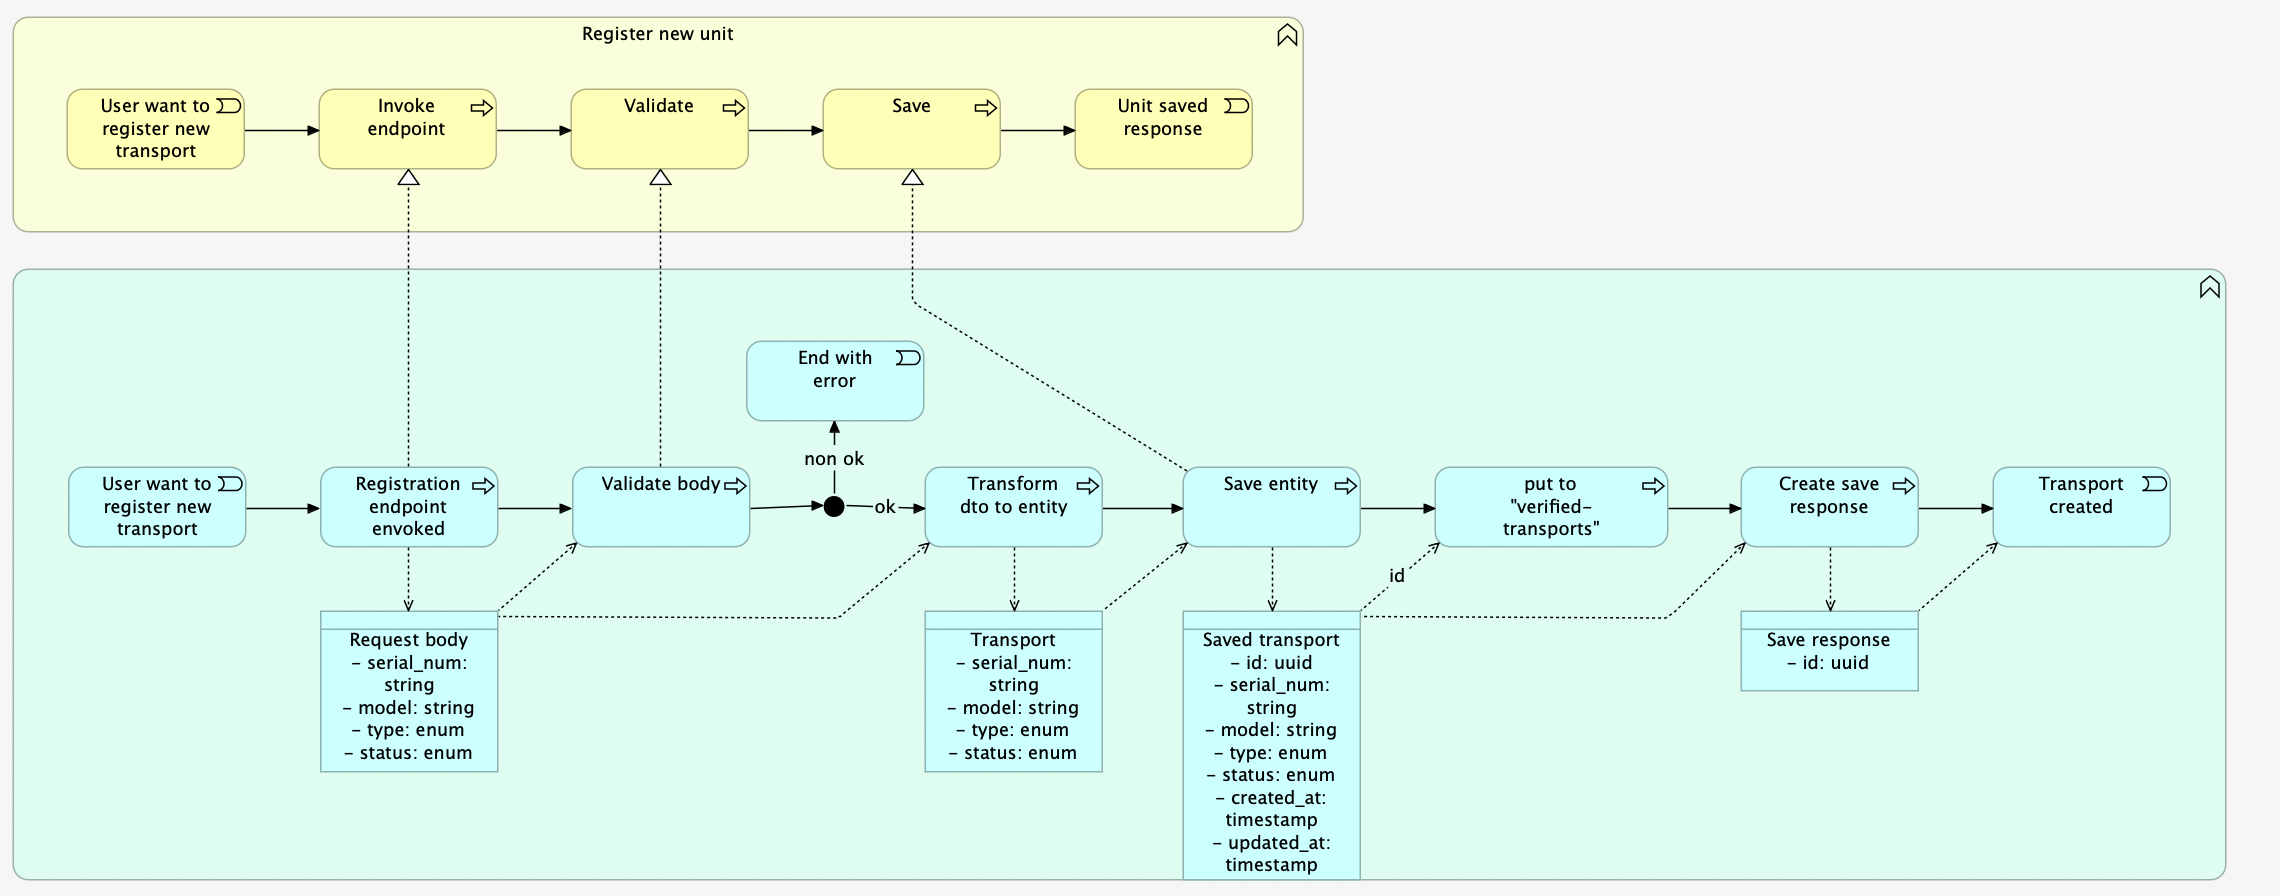 Register new unit
User want to
register new
transport
Invoke
endpoint
Validate
Save
Unit saved
response
End with
error
non ok
User want to
register new
transport
Registration
endpoint
envoked
Validate body
ok
Transform
dto to entity
Save entity
put to
"verified-
transports"
Create save
response
Transport
created
id
Request body
- serial_num:
string
- model: string
- type: enum
- status: enum
Transport
- serial_num:
string
- model: string
- type: enum
- status: enum
Saved transport
- id: uuid
- serial_num:
string
- model: string
- type: enum
- status: enum
- created_at:
timestamp
- updated_at:
timestamp
Save response
- id: uuid